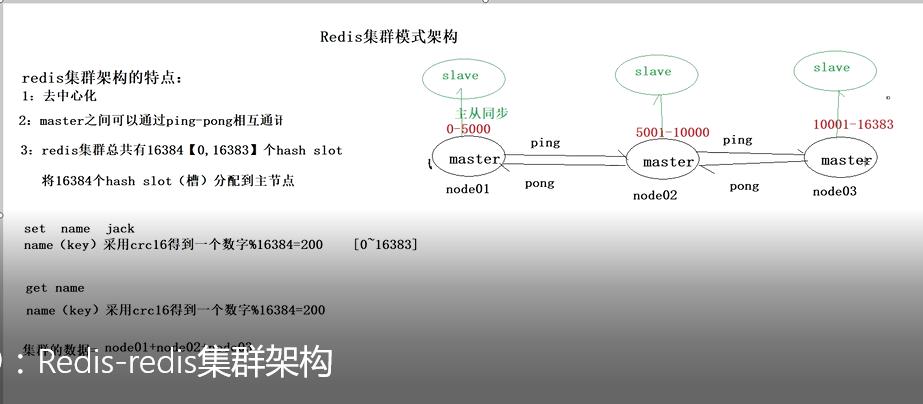 Redis集群模式架构
redis集群架构的特点：
1：去中心化
2：master之间可以通过ping-pong相互通
3：redis集群总共有16384【0,16383】个hash slot
将16384个hash slot（槽）分配到主节点
slave
主从同步
0-5000
master
node01
ping
pong
slave
5001-10000
master
node02
ping
pong
slave
10001-16383
master
node03
set name jack
name（key）采用crc16得到一个数字%16384=200 [0~16383]
get name
name（key）采用crc16得到一个数字%16384=200
集群的数据：node01+node02+node03
：Redis-redis集群架构